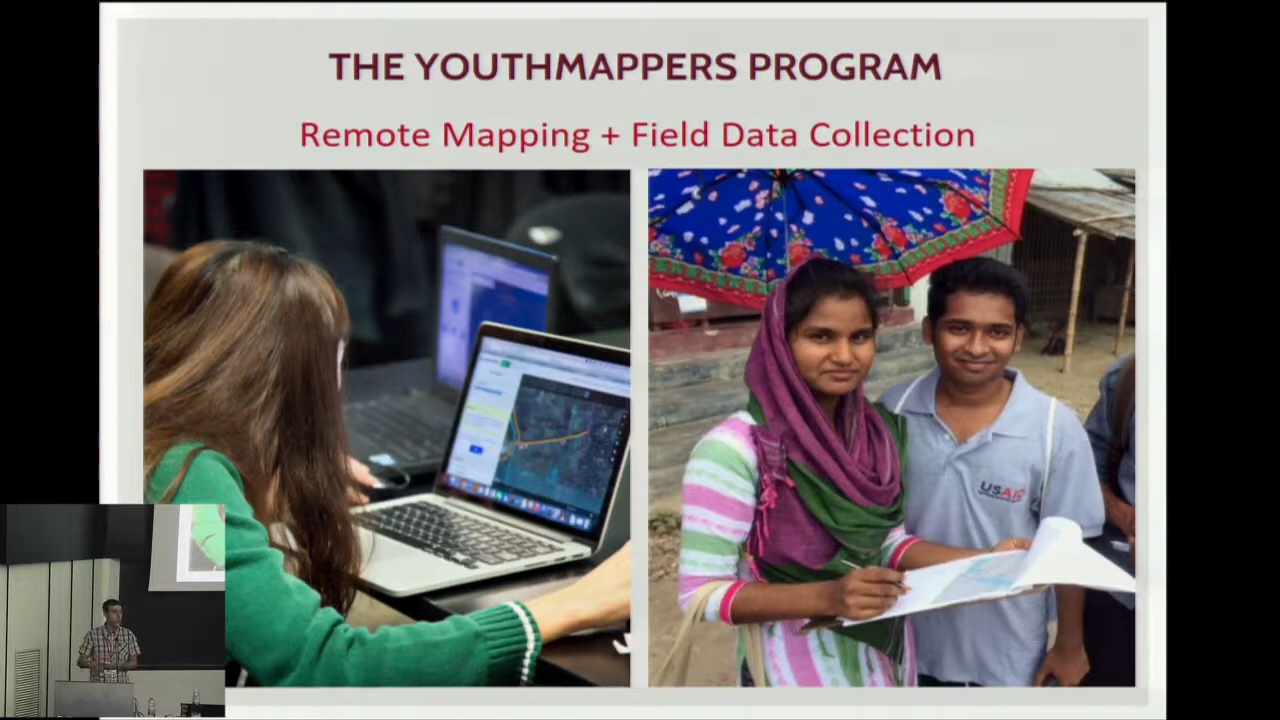 THE YOUTHMAPPERS PROGRAM
Remote Mapping + Field Data Collection
USAID